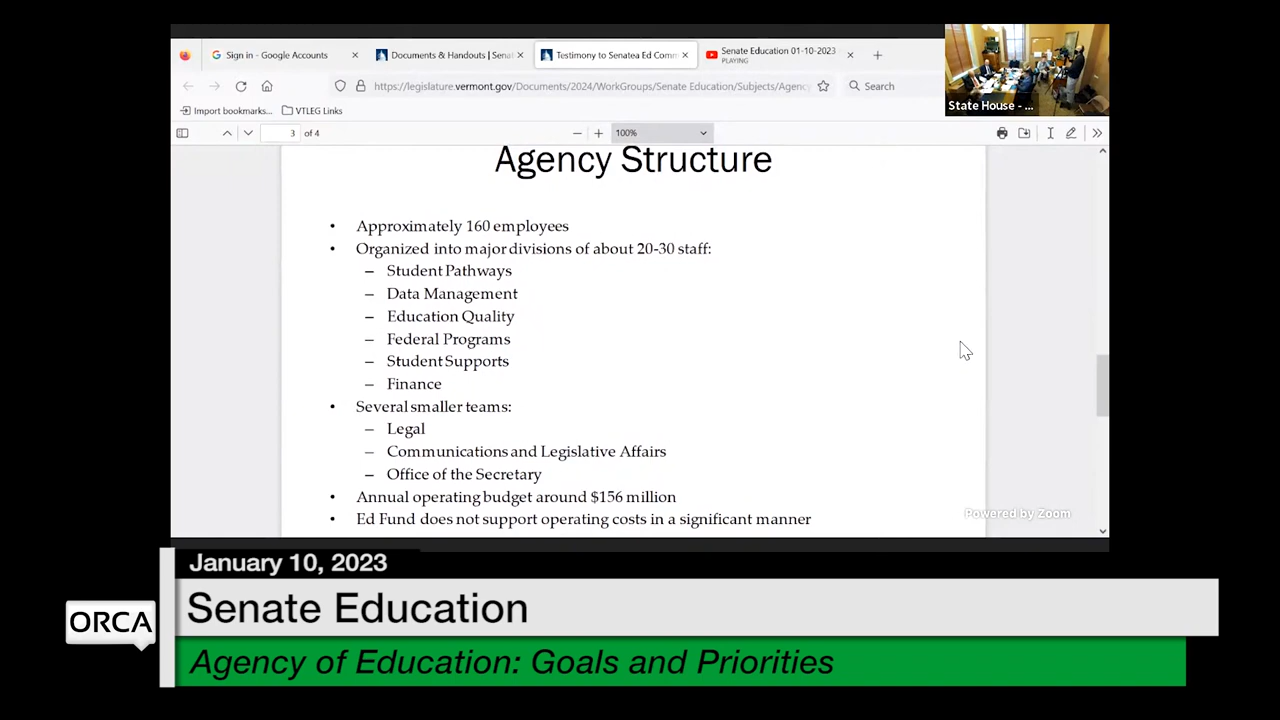 Sign in - Google Accounts
Documents & Handouts | Senat
Testimony to Senatea Ed Comm
Senate Education 01-10-2023
PLAYING
https://legislature.vermont.gov/Documents/2024/WorkGroups/Senate Education/Subjects/Agency
Search
State House - ...
Import bookmarks...
VTLEG Links
3
of 4
100%
Agency Structure
• Approximately 160 employees
• Organized into major divisions of about 20-30 staff:
– Student Pathways
– Data Management
– Education Quality
– Federal Programs
– Student Supports
– Finance
• Several smaller teams:
– Legal
– Communications and Legislative Affairs
– Office of the Secretary
• Annual operating budget around $156 million
• Ed Fund does not support operating costs in a significant manner
Powered by Zoom
January 10, 2023
ORCA
Senate Education
Agency of Education: Goals and Priorities